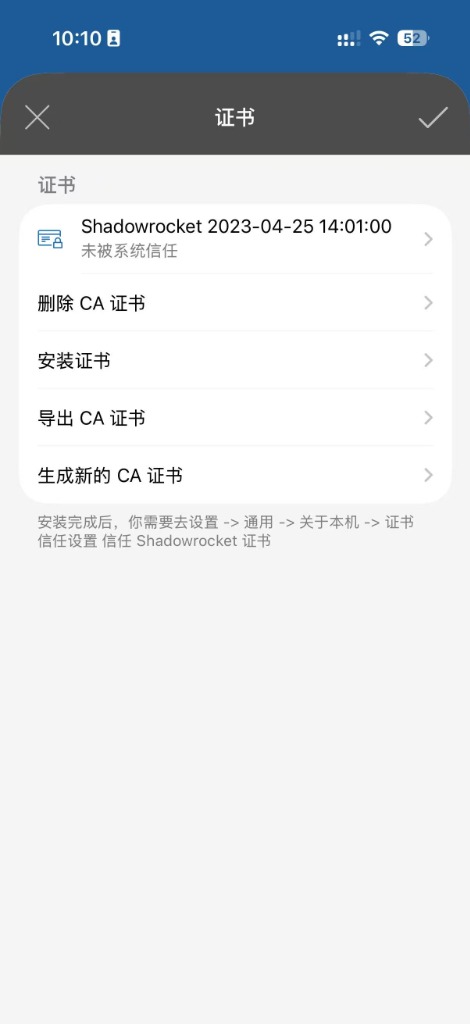 10:10
52
证书
证书
Shadowrocket 2023-04-25 14:01:00
未被系统信任
删除 CA 证书
安装证书
导出 CA 证书
生成新的 CA 证书
安装完成后，你需要去设置 -> 通用 -> 关于本机 -> 证书
信任设置 信任 Shadowrocket 证书